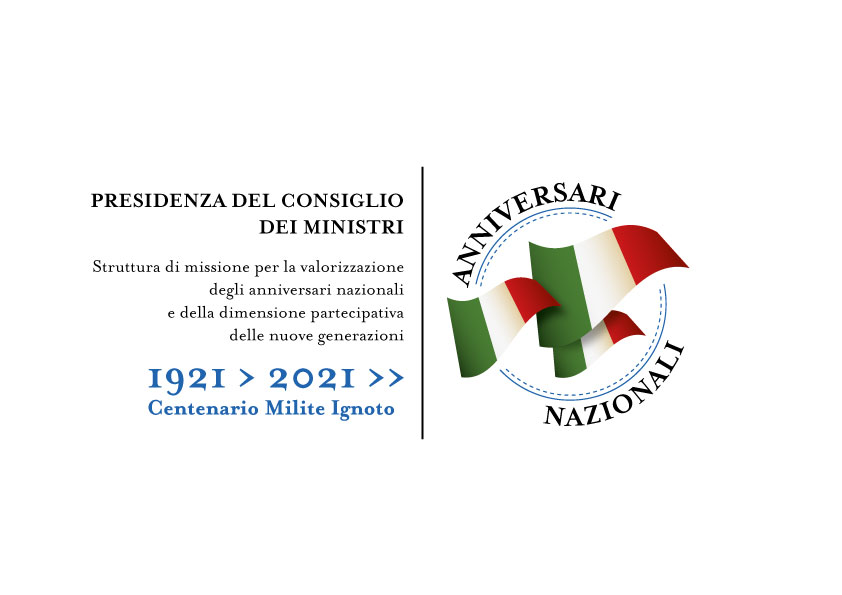 PRESIDENZA DEL CONSIGLIO
DEI MINISTRI
Struttura di missione per la valorizzazione
degli anniversari nazionali
e della dimensione partecipativa
delle nuove generazioni
1921 > 2021 >>
Centenario Milite Ignoto
ANNIVERSARI
NAZIONALI